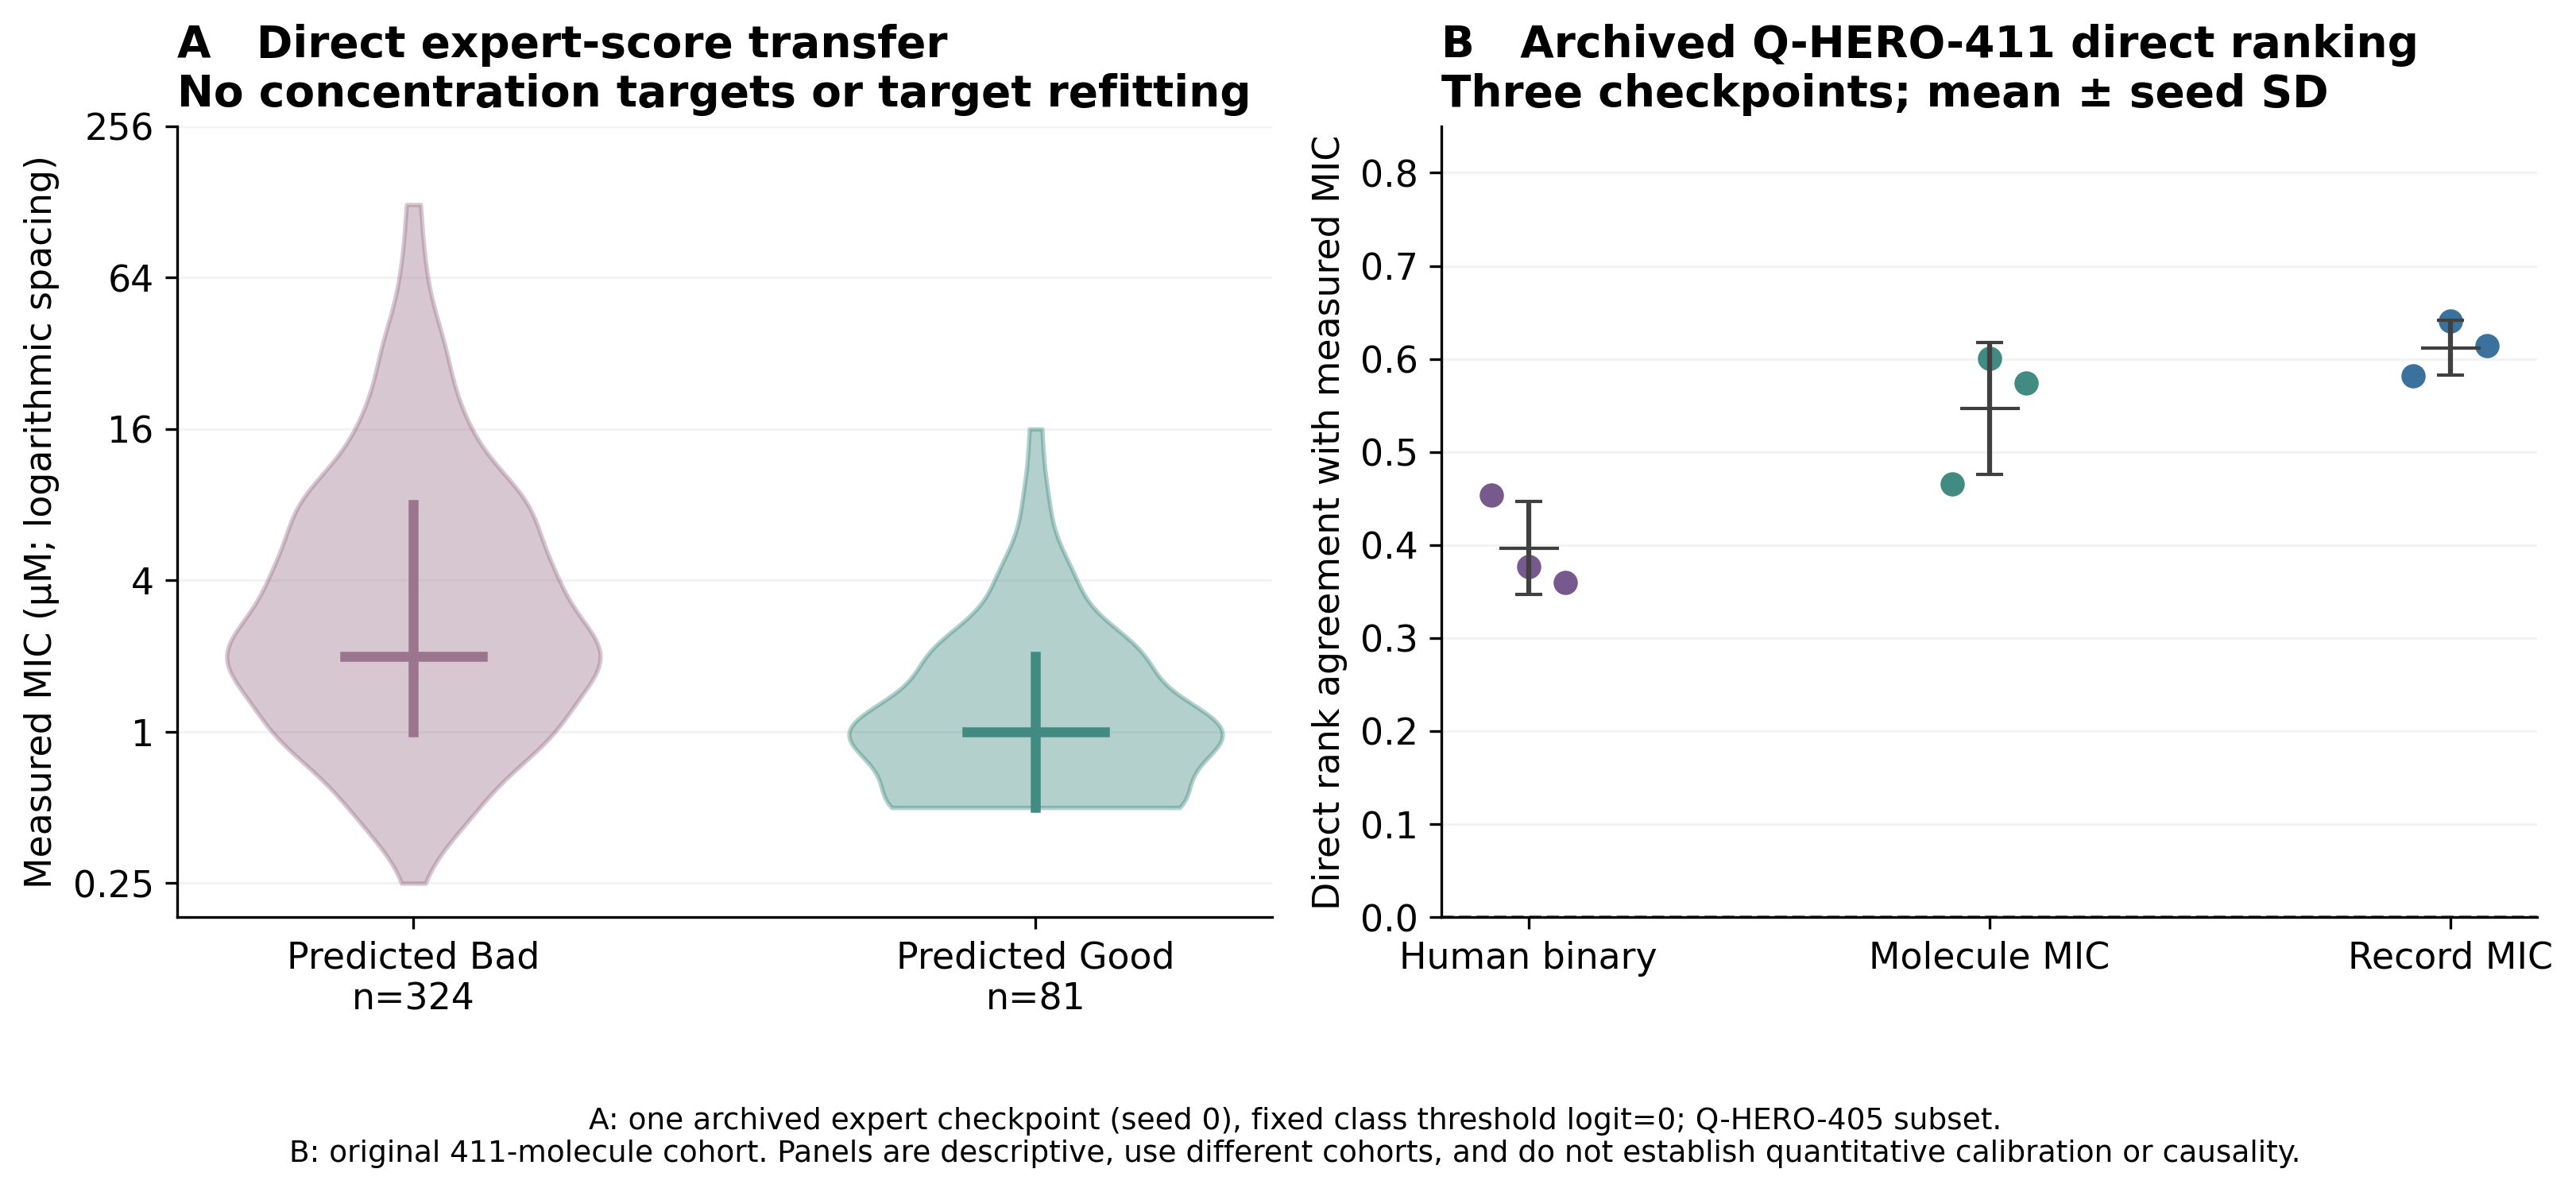 A Direct expert-score transfer
No concentration targets or target refitting
Measured MIC (µM; logarithmic spacing)
256
64
16
4
1
0.25
Predicted Bad
n=324
Predicted Good
n=81
B Archived Q-HERO-411 direct ranking
Three checkpoints; mean ± seed SD
Direct rank agreement with measured MIC
0.8
0.7
0.6
0.5
0.4
0.3
0.2
0.1
0.0
Human binary
Molecule MIC
Record MIC
A: one archived expert checkpoint (seed 0), fixed class threshold logit=0; Q-HERO-405 subset.
B: original 411-molecule cohort. Panels are descriptive, use different cohorts, and do not establish quantitative calibration or causality.